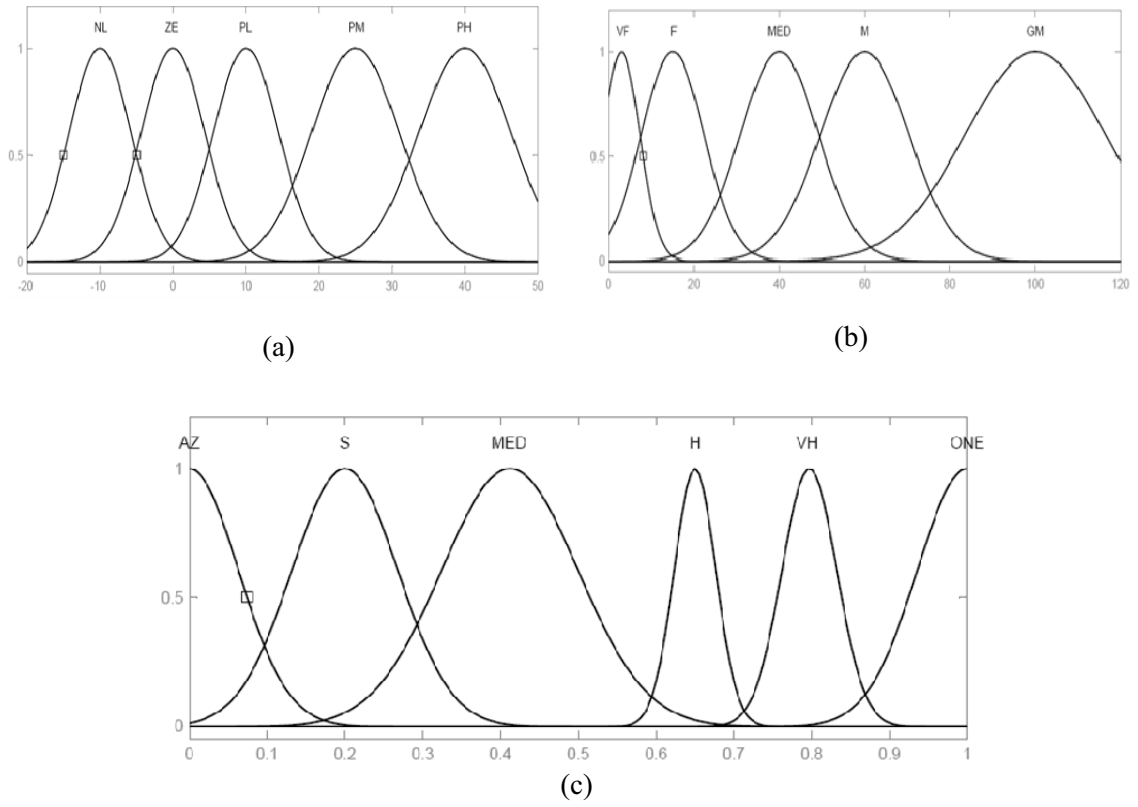 NL ZE PL PM PH
1
0.5
0
-20 -10 0 10 20 30 40 50
(a)
VF F MED M GM
1
0.5
0
0 20 40 60 80 100 120
(b)
AZ S MED H VH ONE
1
0.5
0
0 0.1 0.2 0.3 0.4 0.5 0.6 0.7 0.8 0.9 1
(c)